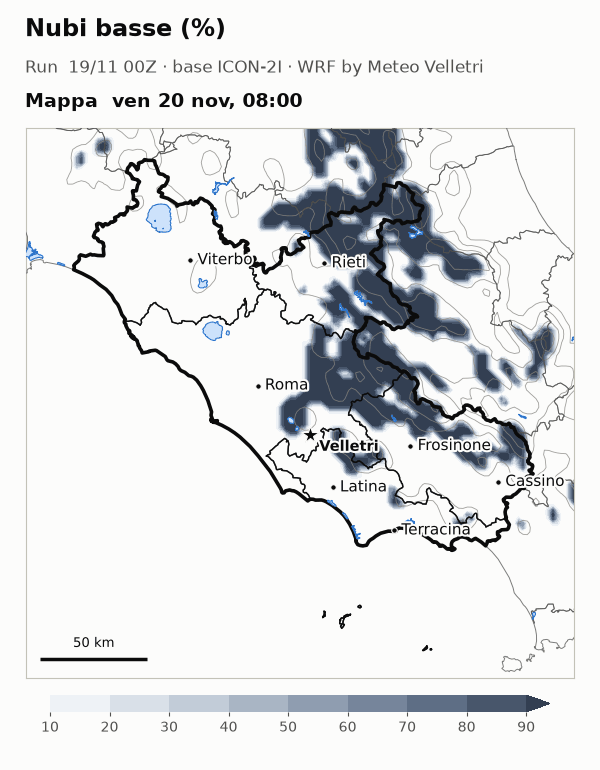 Nubi basse (%)
Run  19/11 00Z · base ICON-2I · WRF by Meteo Velletri
Mappa  ven 20 nov, 08:00
Viterbo
Rieti
Roma
Velletri
Frosinone
Latina
Cassino
Terracina
50 km
10 20 30 40 50 60 70 80 90